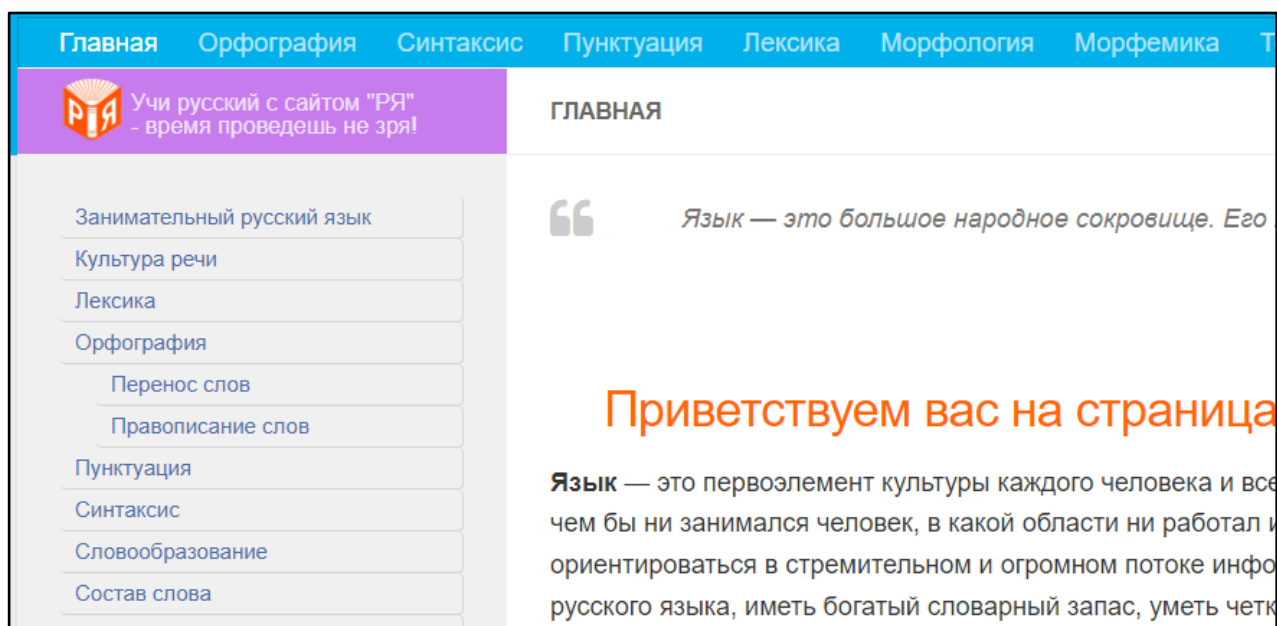 Главная Орфография Синтаксис Пунктуация Лексика Морфология Морфемика Т
РЯ
Учи русский с сайтом "РЯ"
- время проведешь не зря!
Занимательный русский язык
Культура речи
Лексика
Орфография
Перенос слов
Правописание слов
Пунктуация
Синтаксис
Словообразование
Состав слова
ГЛАВНАЯ
Язык — это большое народное сокровище. Его
Приветствуем вас на страница
Язык — это первоэлемент культуры каждого человека и все
чем бы ни занимался человек, в какой области ни работал и
ориентироваться в стремительном и огромном потоке инфо
русского языка, иметь богатый словарный запас, уметь четк